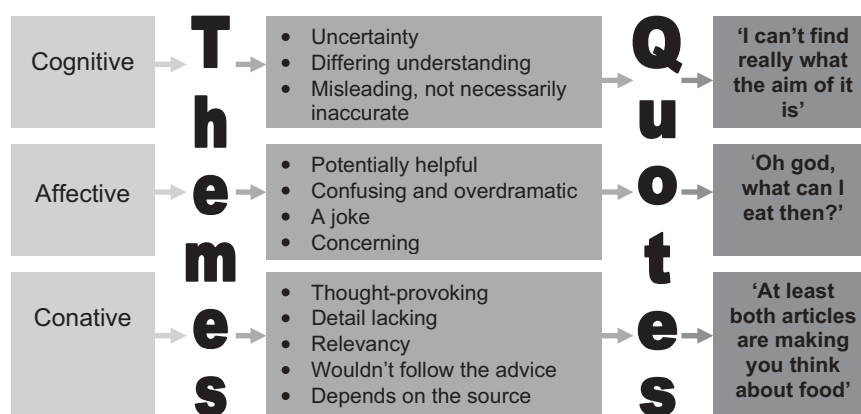 Cognitive
Themes
• Uncertainty
• Differing understanding
• Misleading, not necessarily
inaccurate
Quotes
‘I can’t find
really what
the aim of it
is’
Affective
• Potentially helpful
• Confusing and overdramatic
• A joke
• Concerning
‘Oh god,
what can I
eat then?’
Conative
• Thought-provoking
• Detail lacking
• Relevancy
• Wouldn’t follow the advice
• Depends on the source
‘At least
both articles
are making
you think
about food’